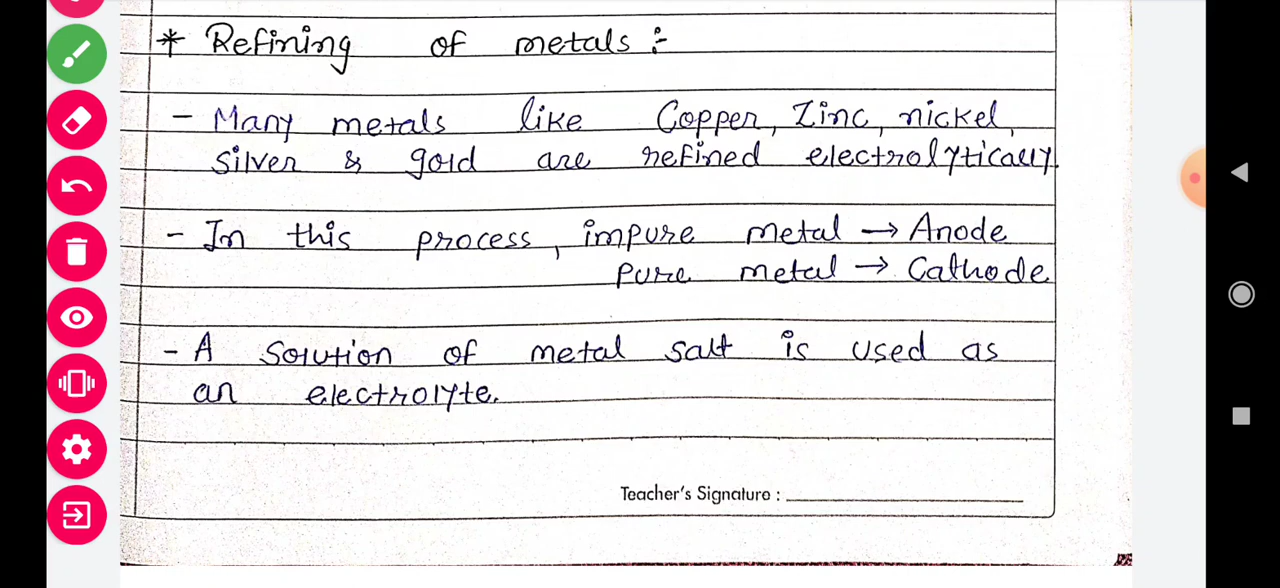 * Refining of metals :-
- Many metals like Copper, Zinc, nickel,
silver & gold are refined electrolytically.
- In this process, impure metal → Anode
pure metal → Cathode
- A solution of metal salt is used as
an electrolyte.
Teacher's Signature :